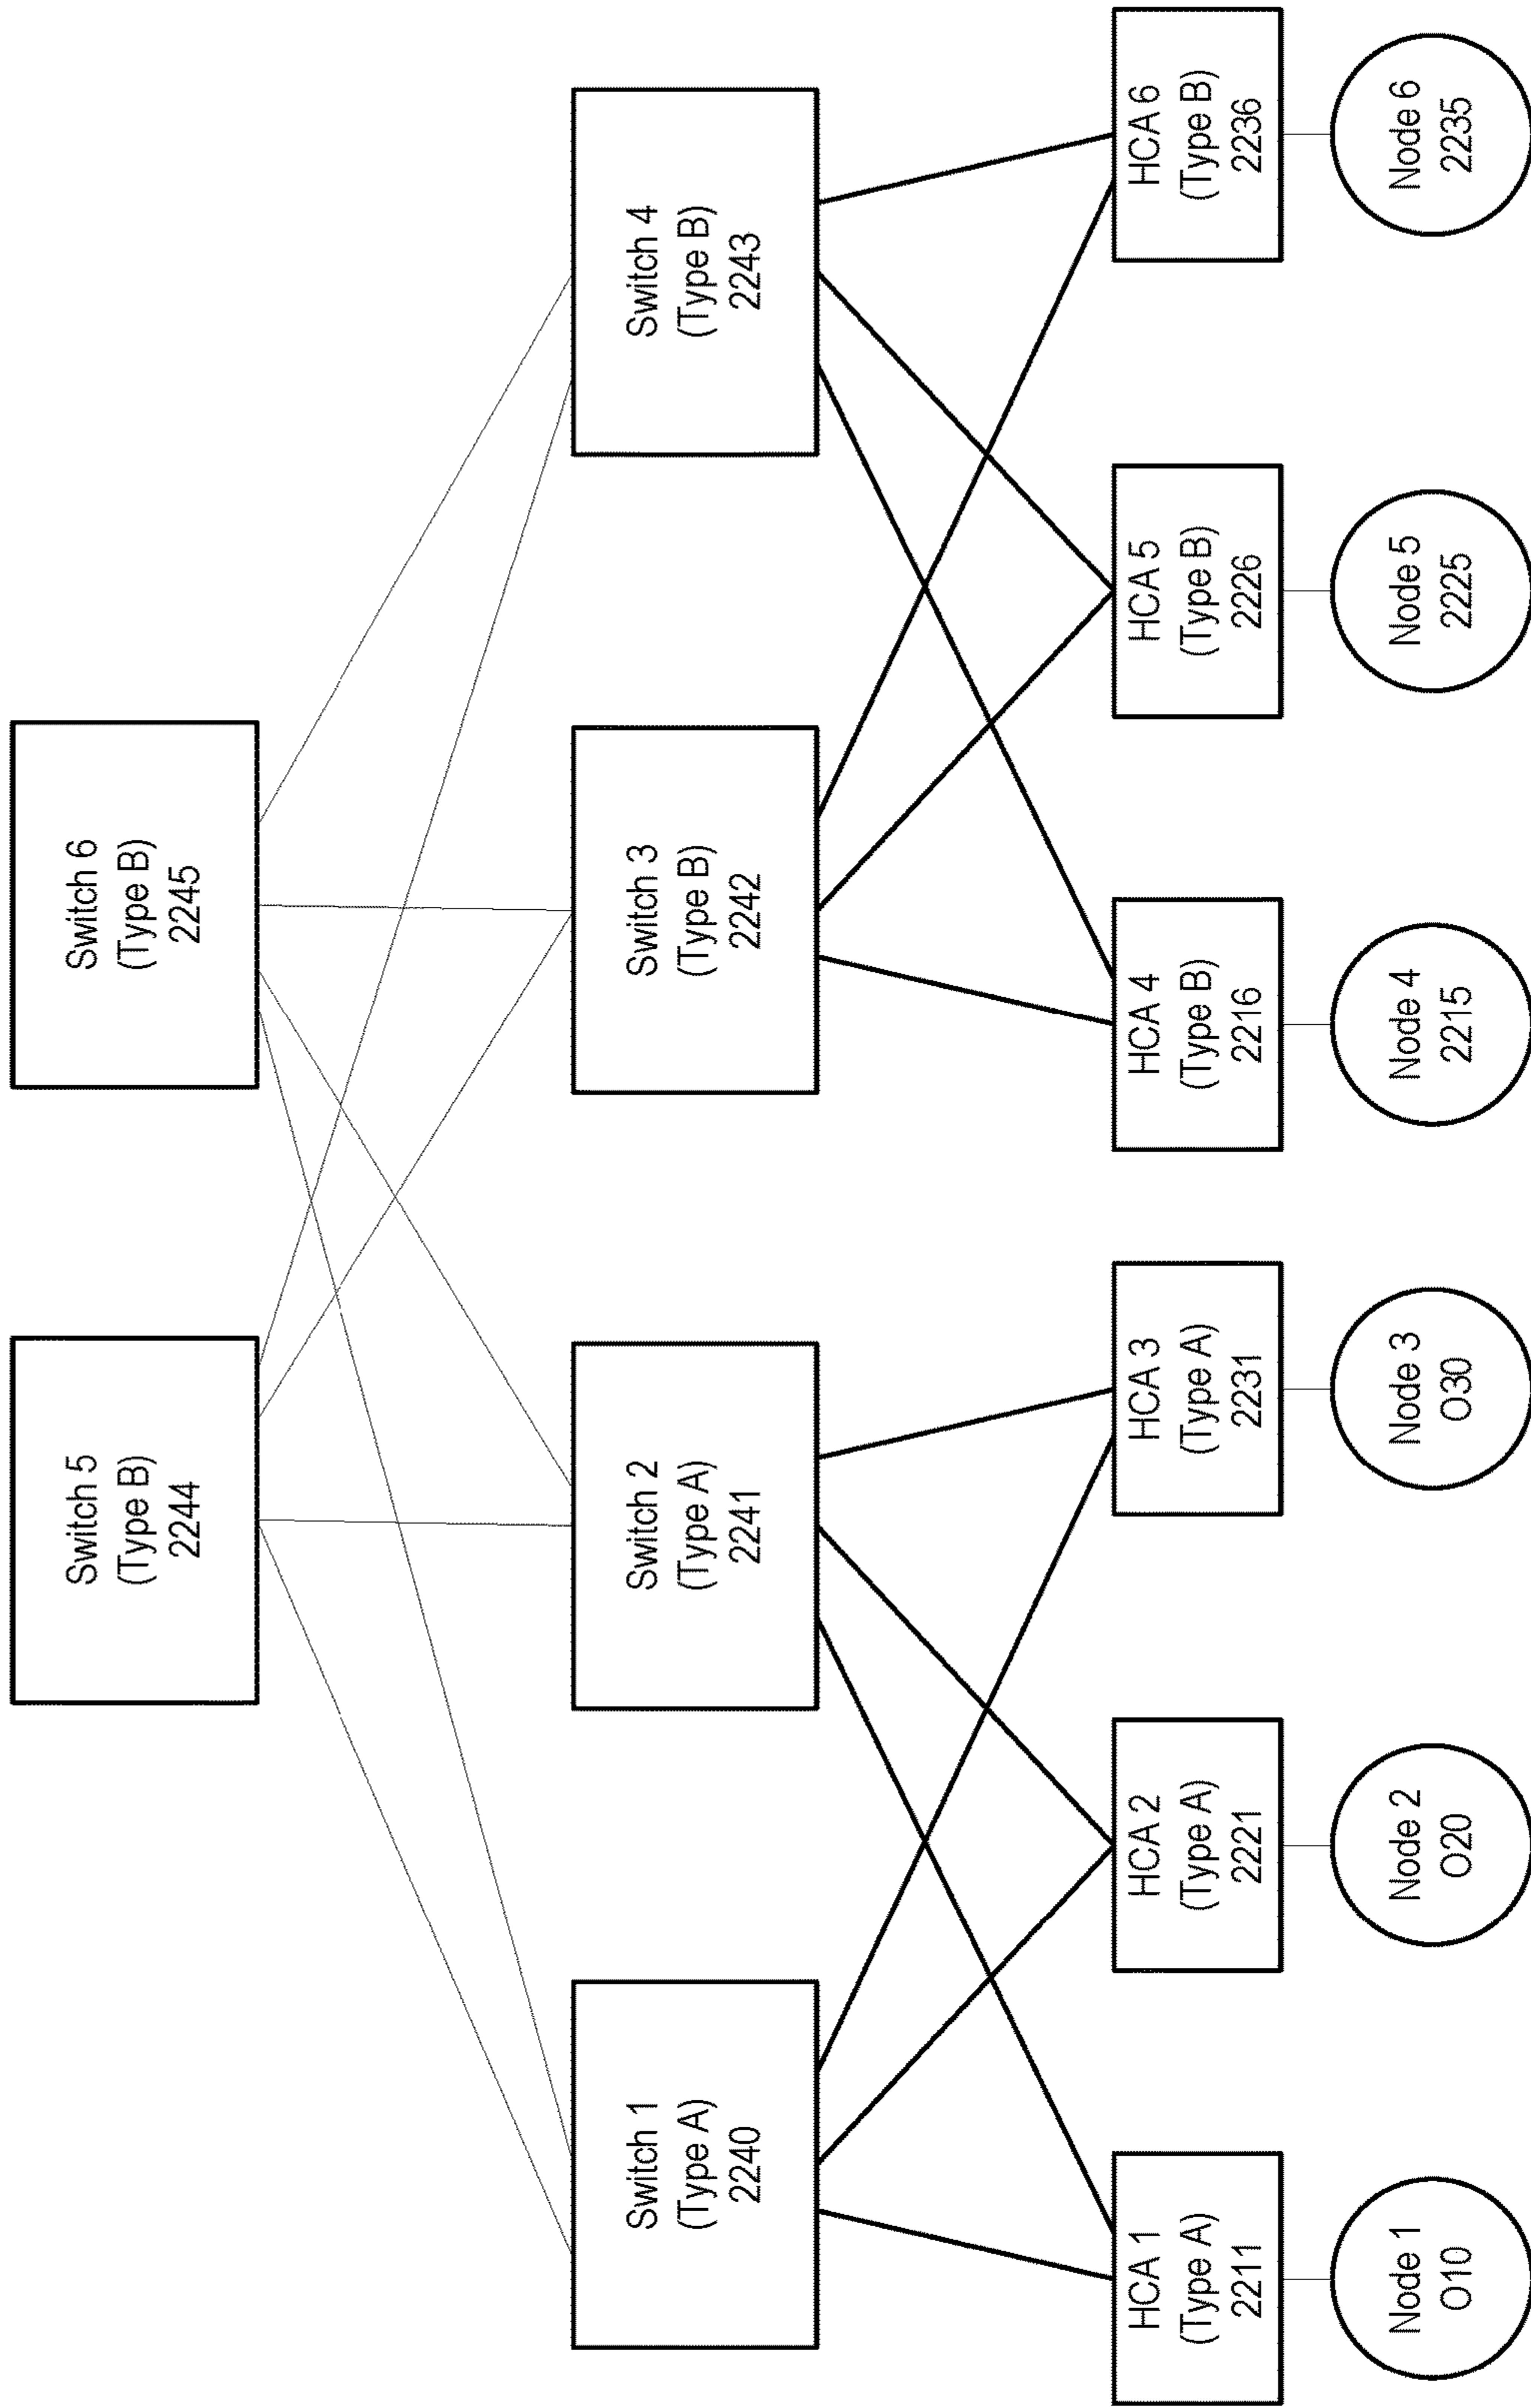 Switch 5
(Type B)
2244
Switch 6
(Type B)
2245
Switch 1
(Type A)
2240
Switch 2
(Type A)
2241
Switch 3
(Type B)
2242
Switch 4
(Type B)
2243
HCA 1
(Type A)
2211
HCA 2
(Type A)
2221
HCA 3
(Type A)
2231
HCA 4
(Type B)
2216
HCA 5
(Type B)
2226
HCA 6
(Type B)
2236
Node 1
O10
Node 2
O20
Node 3
O30
Node 4
2215
Node 5
2225
Node 6
2235